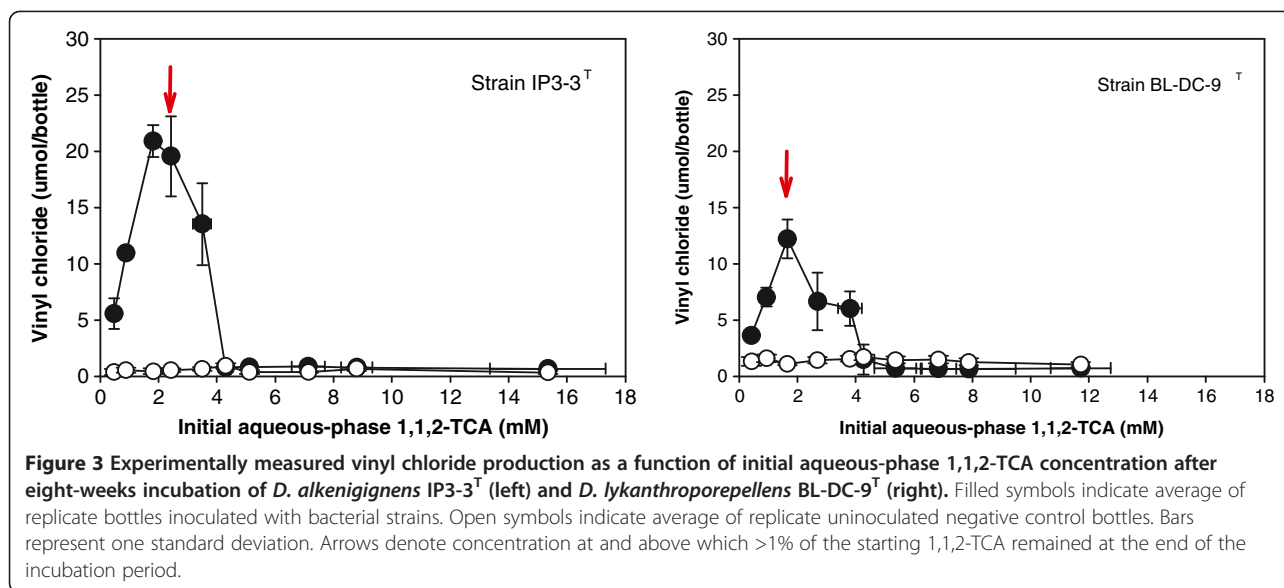 30
25
20
15
10
5
0
Vinyl chloride (umol/bottle)
Strain IP3-3^T
0 2 4 6 8 10 12 14 16 18
Initial aqueous-phase 1,1,2-TCA (mM)
30
25
20
15
10
5
0
Vinyl chloride (umol/bottle)
Strain BL-DC-9 ^T
0 2 4 6 8 10 12 14 16 18
Initial aqueous-phase 1,1,2-TCA (mM)
Figure 3 Experimentally measured vinyl chloride production as a function of initial aqueous-phase 1,1,2-TCA concentration after
eight-weeks incubation of D. alkenigignens IP3-3^T (left) and D. lykanthroporepellens BL-DC-9^T (right). Filled symbols indicate average of
replicate bottles inoculated with bacterial strains. Open symbols indicate average of replicate uninoculated negative control bottles. Bars
represent one standard deviation. Arrows denote concentration at and above which >1% of the starting 1,1,2-TCA remained at the end of the
incubation period.